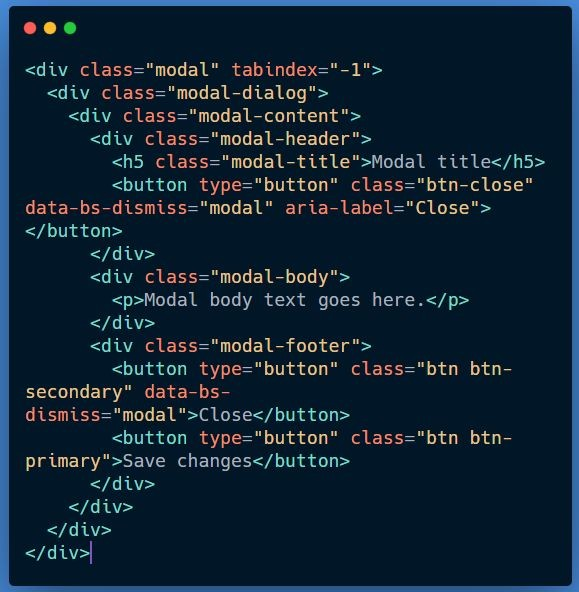 <div class="modal" tabindex="-1">
  <div class="modal-dialog">
    <div class="modal-content">
      <div class="modal-header">
        <h5 class="modal-title">Modal title</h5>
        <button type="button" class="btn-close"
data-bs-dismiss="modal" aria-label="Close">
</button>
      </div>
      <div class="modal-body">
        <p>Modal body text goes here.</p>
      </div>
      <div class="modal-footer">
        <button type="button" class="btn btn-
secondary" data-bs-
dismiss="modal">Close</button>
        <button type="button" class="btn btn-
primary">Save changes</button>
      </div>
    </div>
  </div>
</div>